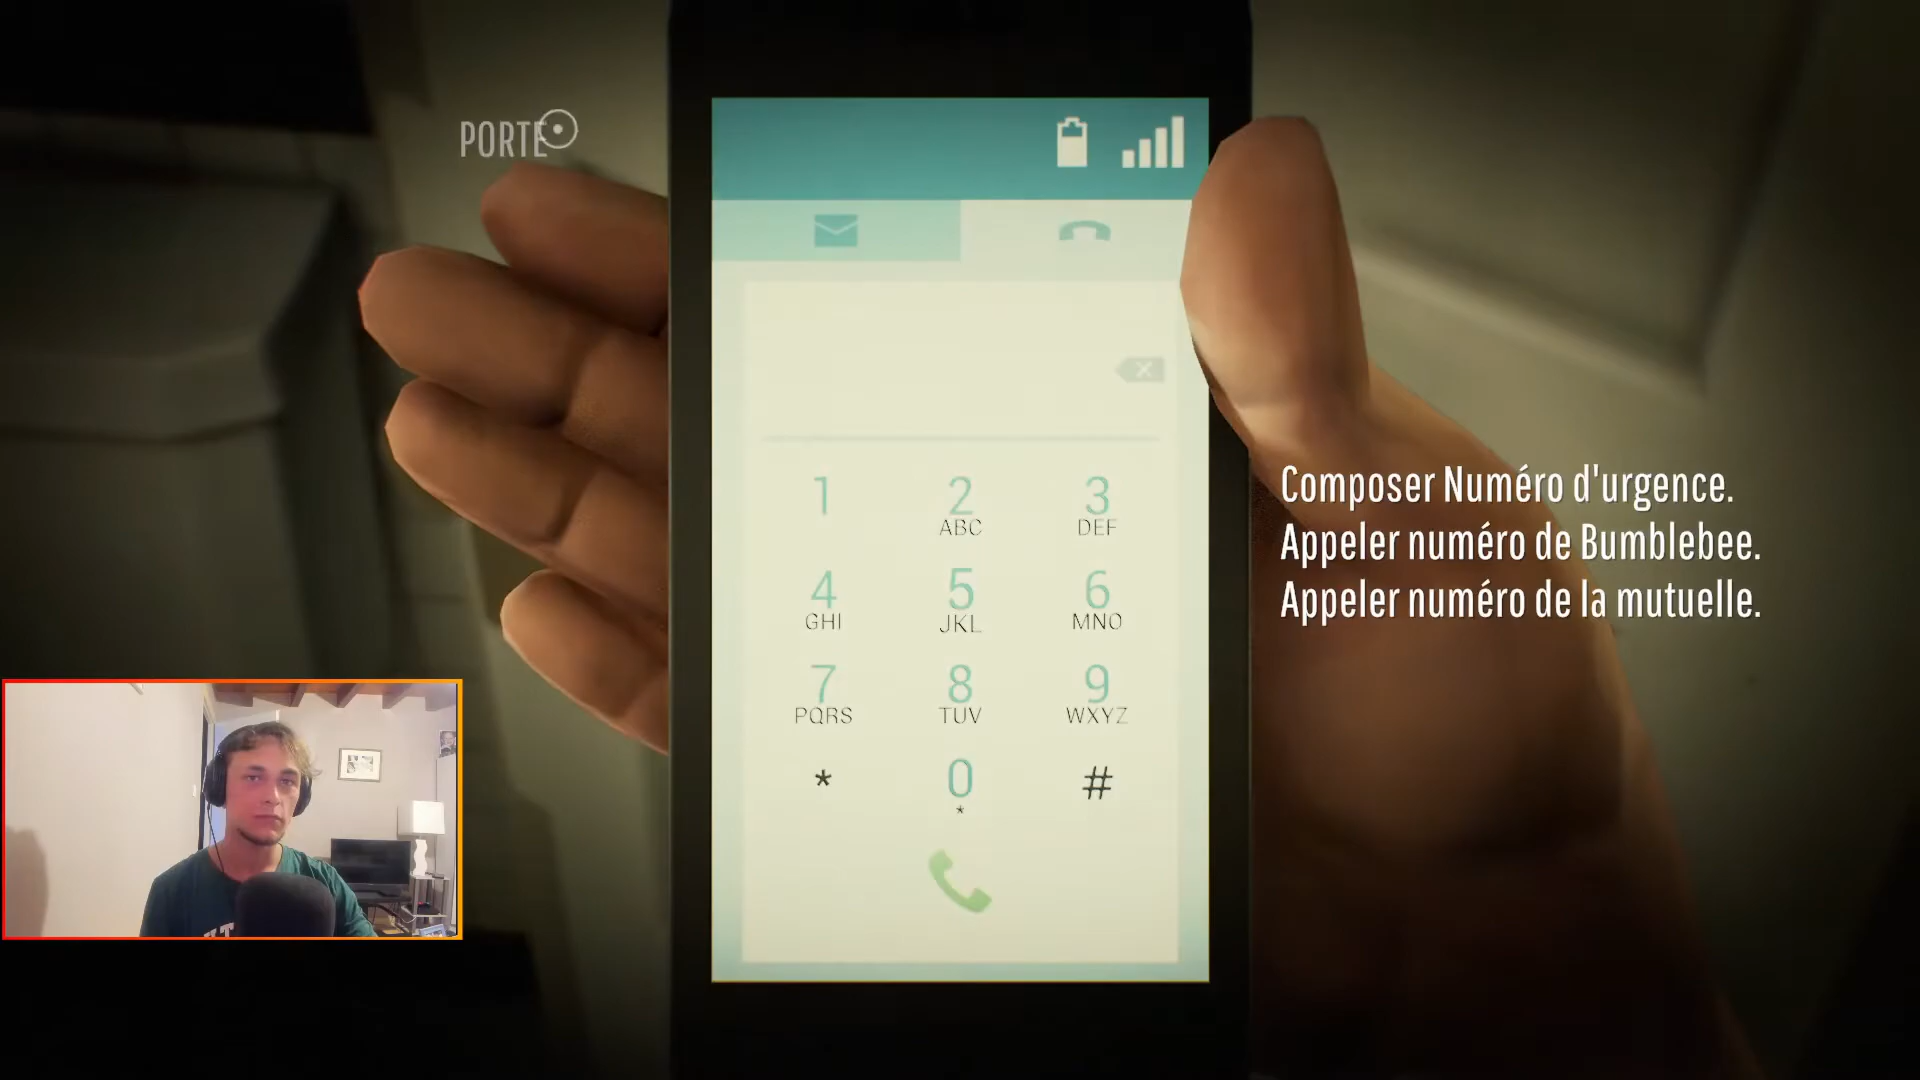 PORTE
1 2 3
ABC DEF
4 5 6
GHI JKL MNO
7 8 9
PQRS TUV WXYZ
* 0 #
*
Composer Numéro d'urgence.
Appeler numéro de Bumblebee.
Appeler numéro de la mutuelle.